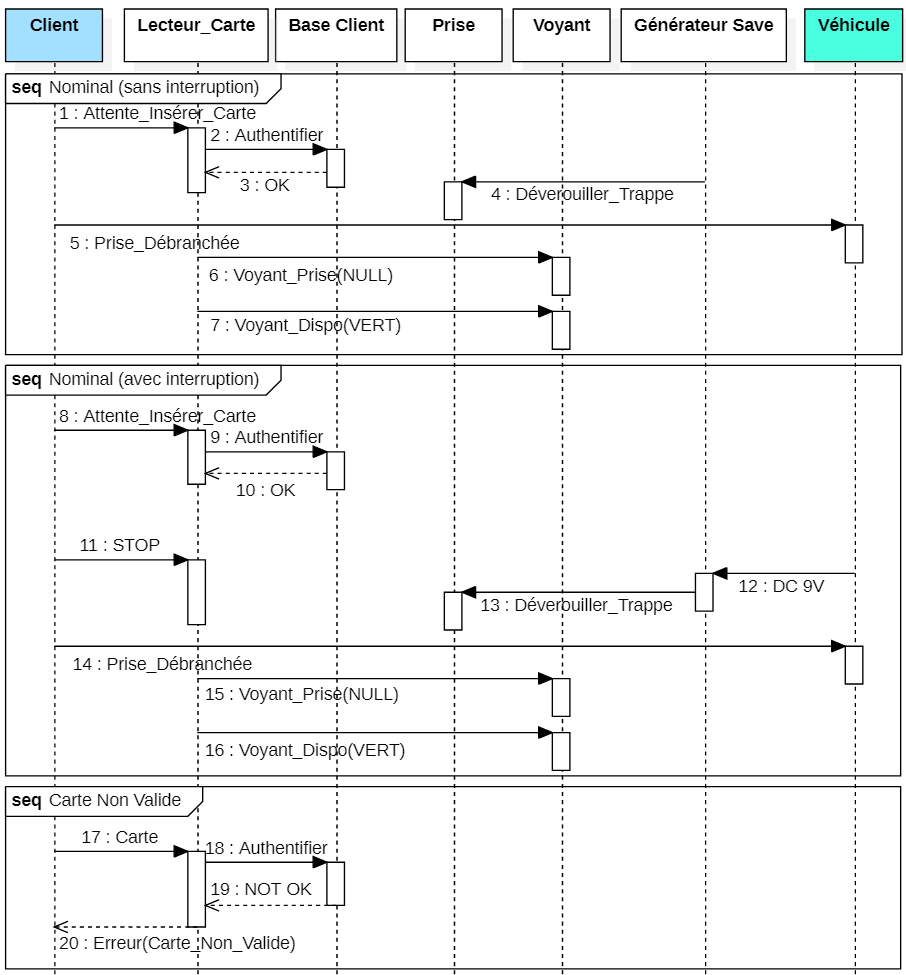 Client
Lecteur_Carte
Base Client
Prise
Voyant
Générateur Save
Véhicule
seq Nominal (sans interruption)
1 : Attente_Insérer_Carte
2 : Authentifier
3 : OK
4 : Déverouiller_Trappe
5 : Prise_Débranchée
6 : Voyant_Prise(NULL)
7 : Voyant_Dispo(VERT)
seq Nominal (avec interruption)
8 : Attente_Insérer_Carte
9 : Authentifier
10 : OK
11 : STOP
12 : DC 9V
13 : Déverouiller_Trappe
14 : Prise_Débranchée
15 : Voyant_Prise(NULL)
16 : Voyant_Dispo(VERT)
seq Carte Non Valide
17 : Carte
18 : Authentifier
19 : NOT OK
20 : Erreur(Carte_Non_Valide)